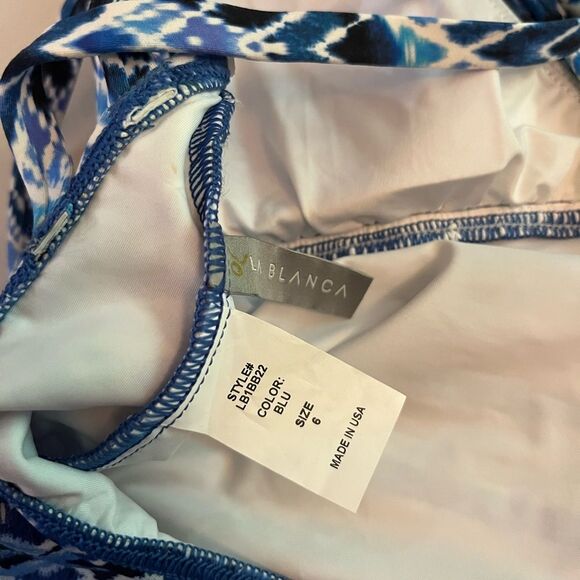 LA BLANCA
STYLE#
LB1BB22
COLOR:
BLU
SIZE
6
MADE IN USA